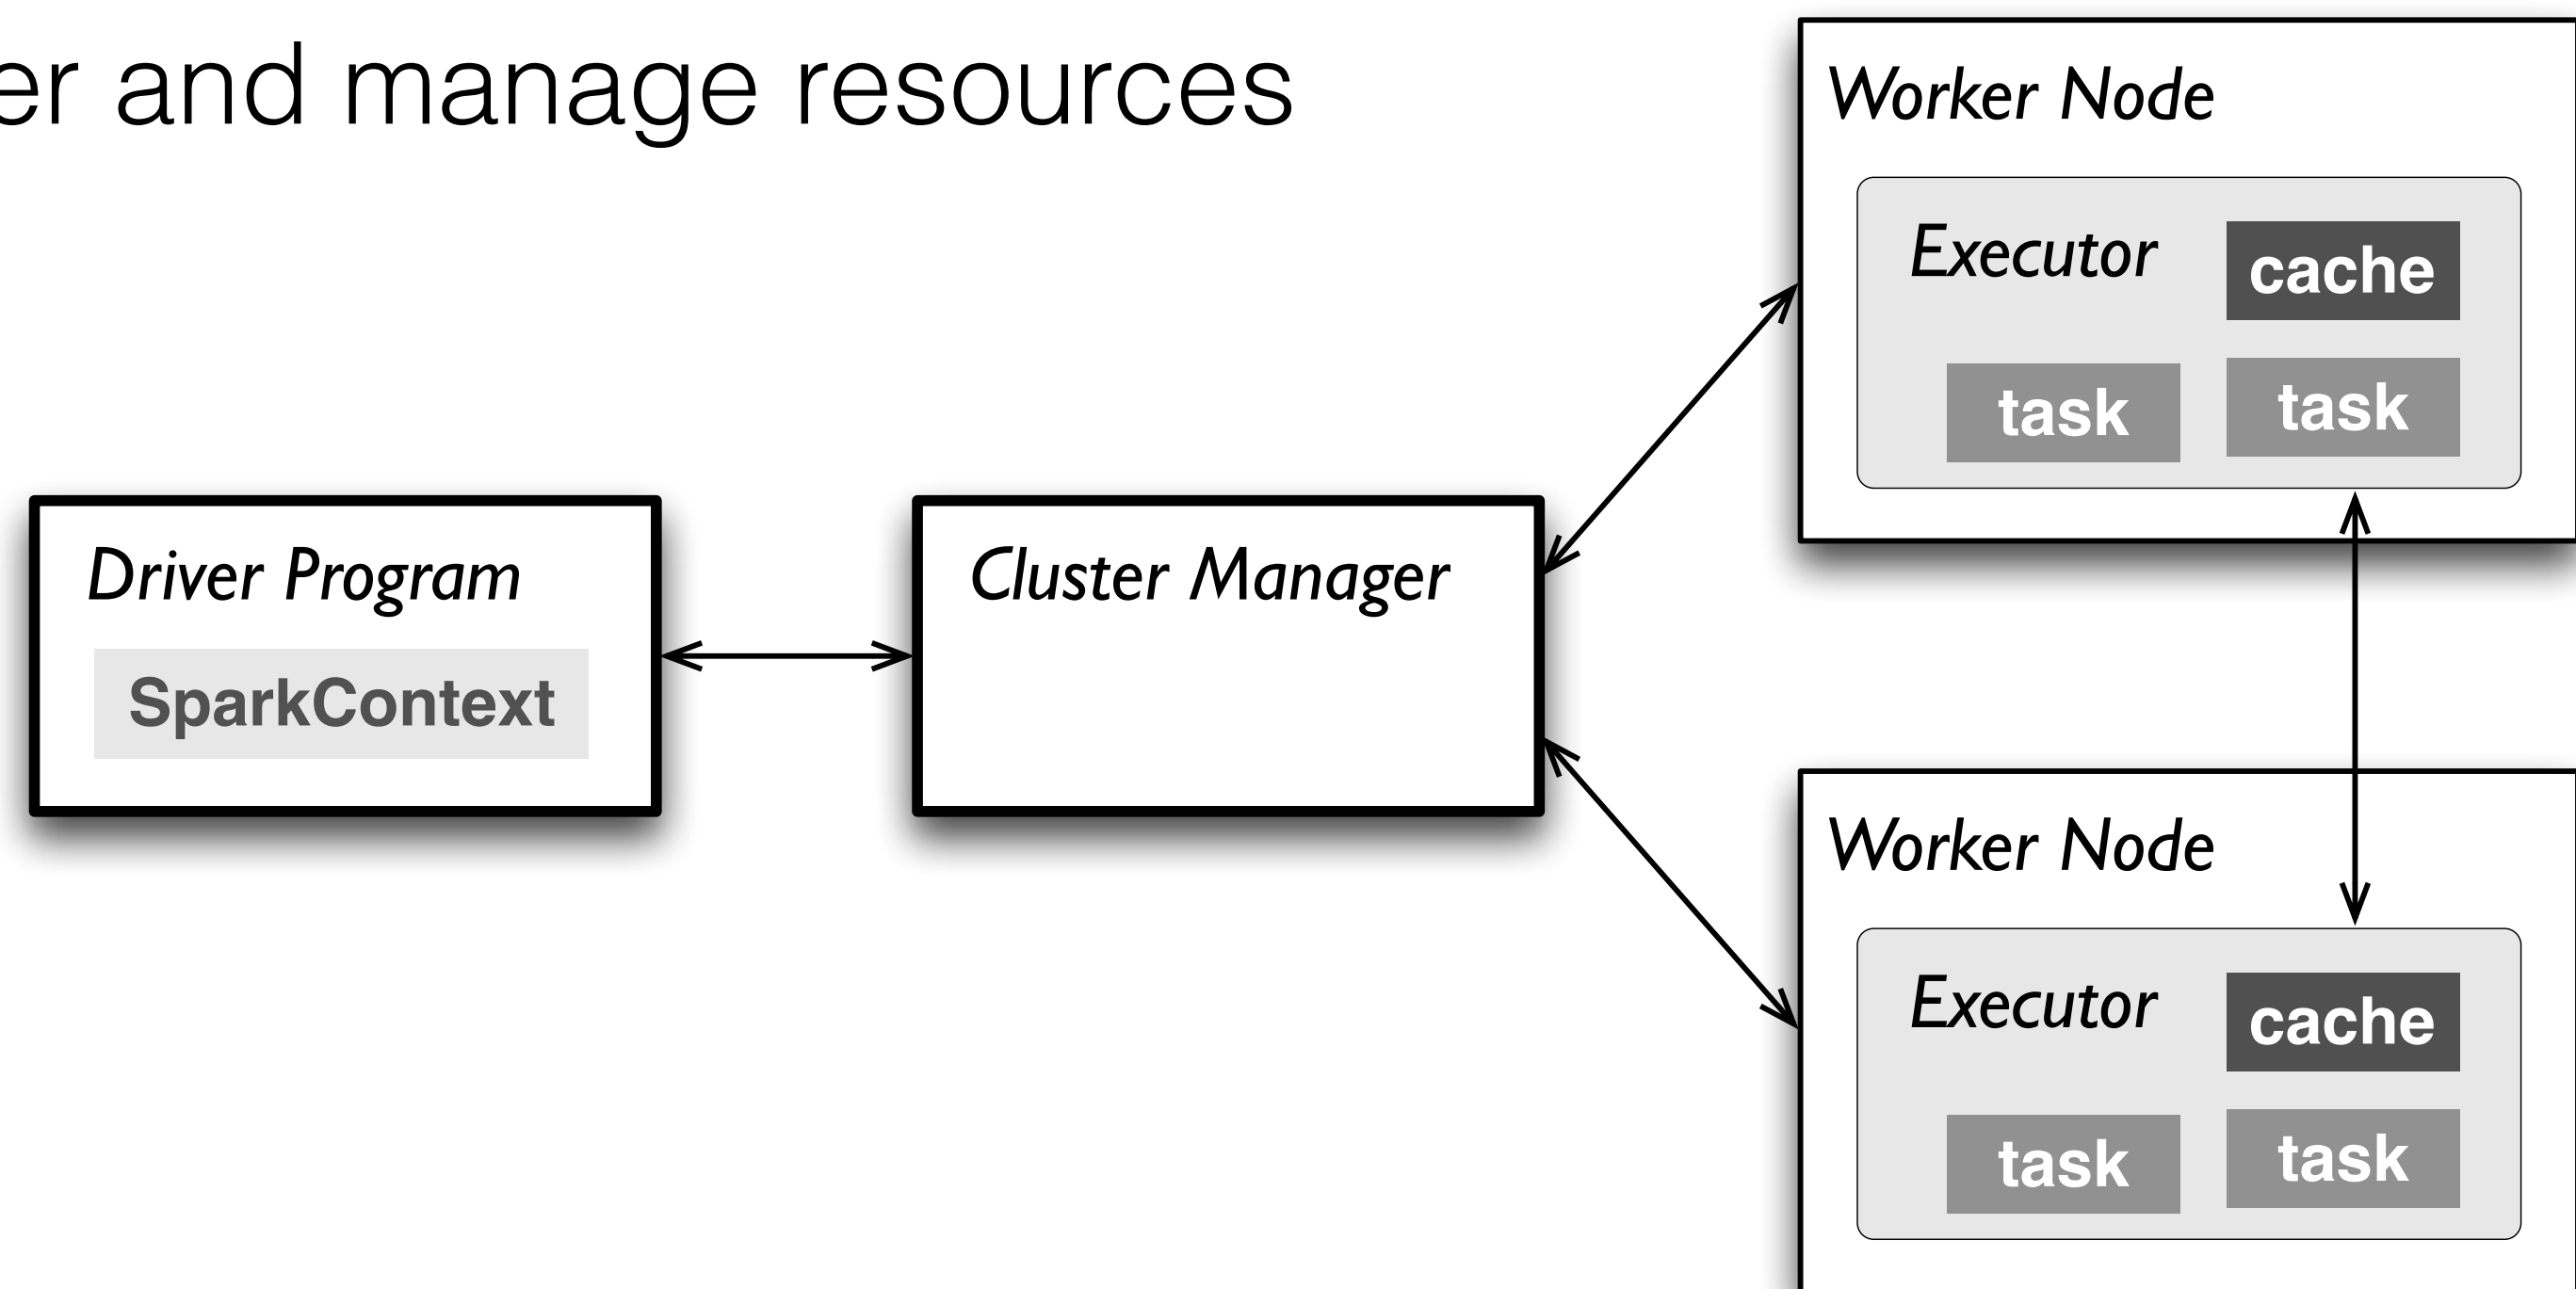 er and manage resources
Worker Node
Executor
cache
task
task
Driver Program
SparkContext
Cluster Manager
Worker Node
Executor
cache
task
task